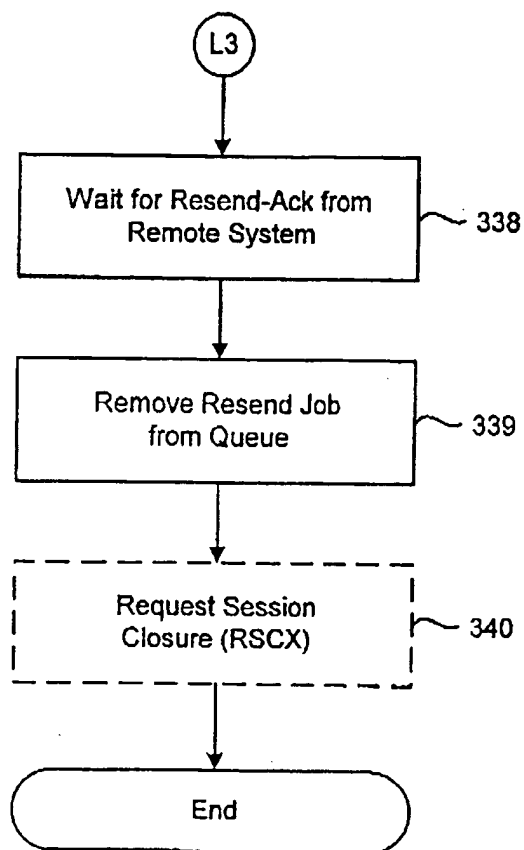 L3
Wait for Resend-Ack from
Remote System
338
Remove Resend Job
from Queue
339
Request Session
Closure (RSCX)
340
End